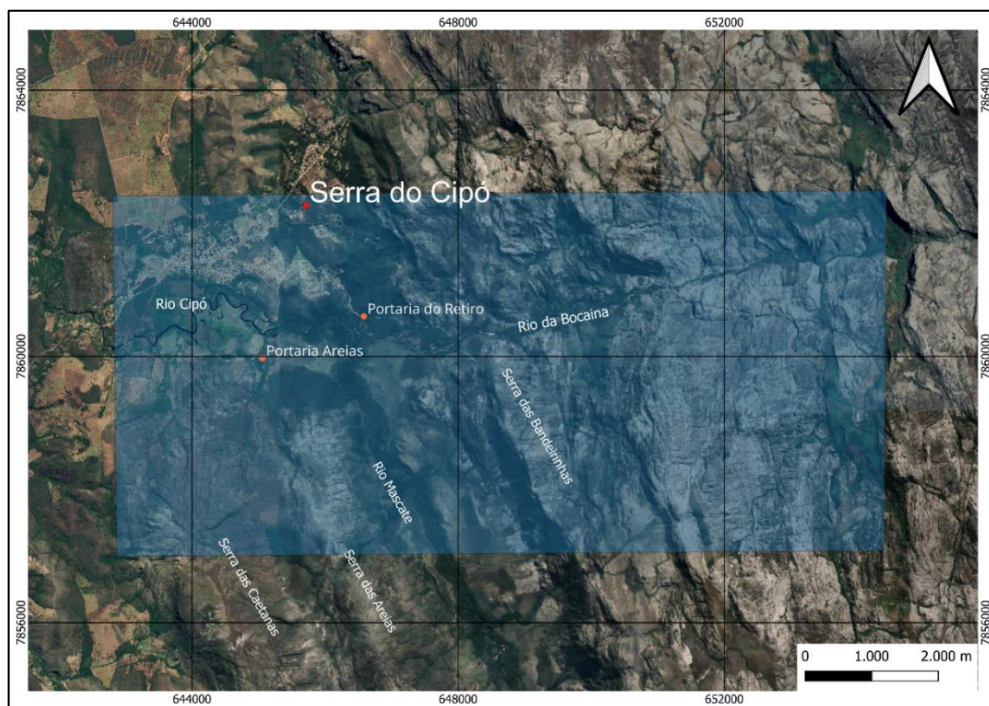 644000
648000
652000
7864000
7864000
Serra do Cipó
Rio Cipó
Portaria do Retiro
Rio da Bocaina
Portaria Areias
7860000
7860000
Serra das Bandeirinhas
Rio Mascate
Serra das Caetanas
Serra das Areias
7856000
7856000
0 1.000 2.000 m
644000
648000
652000